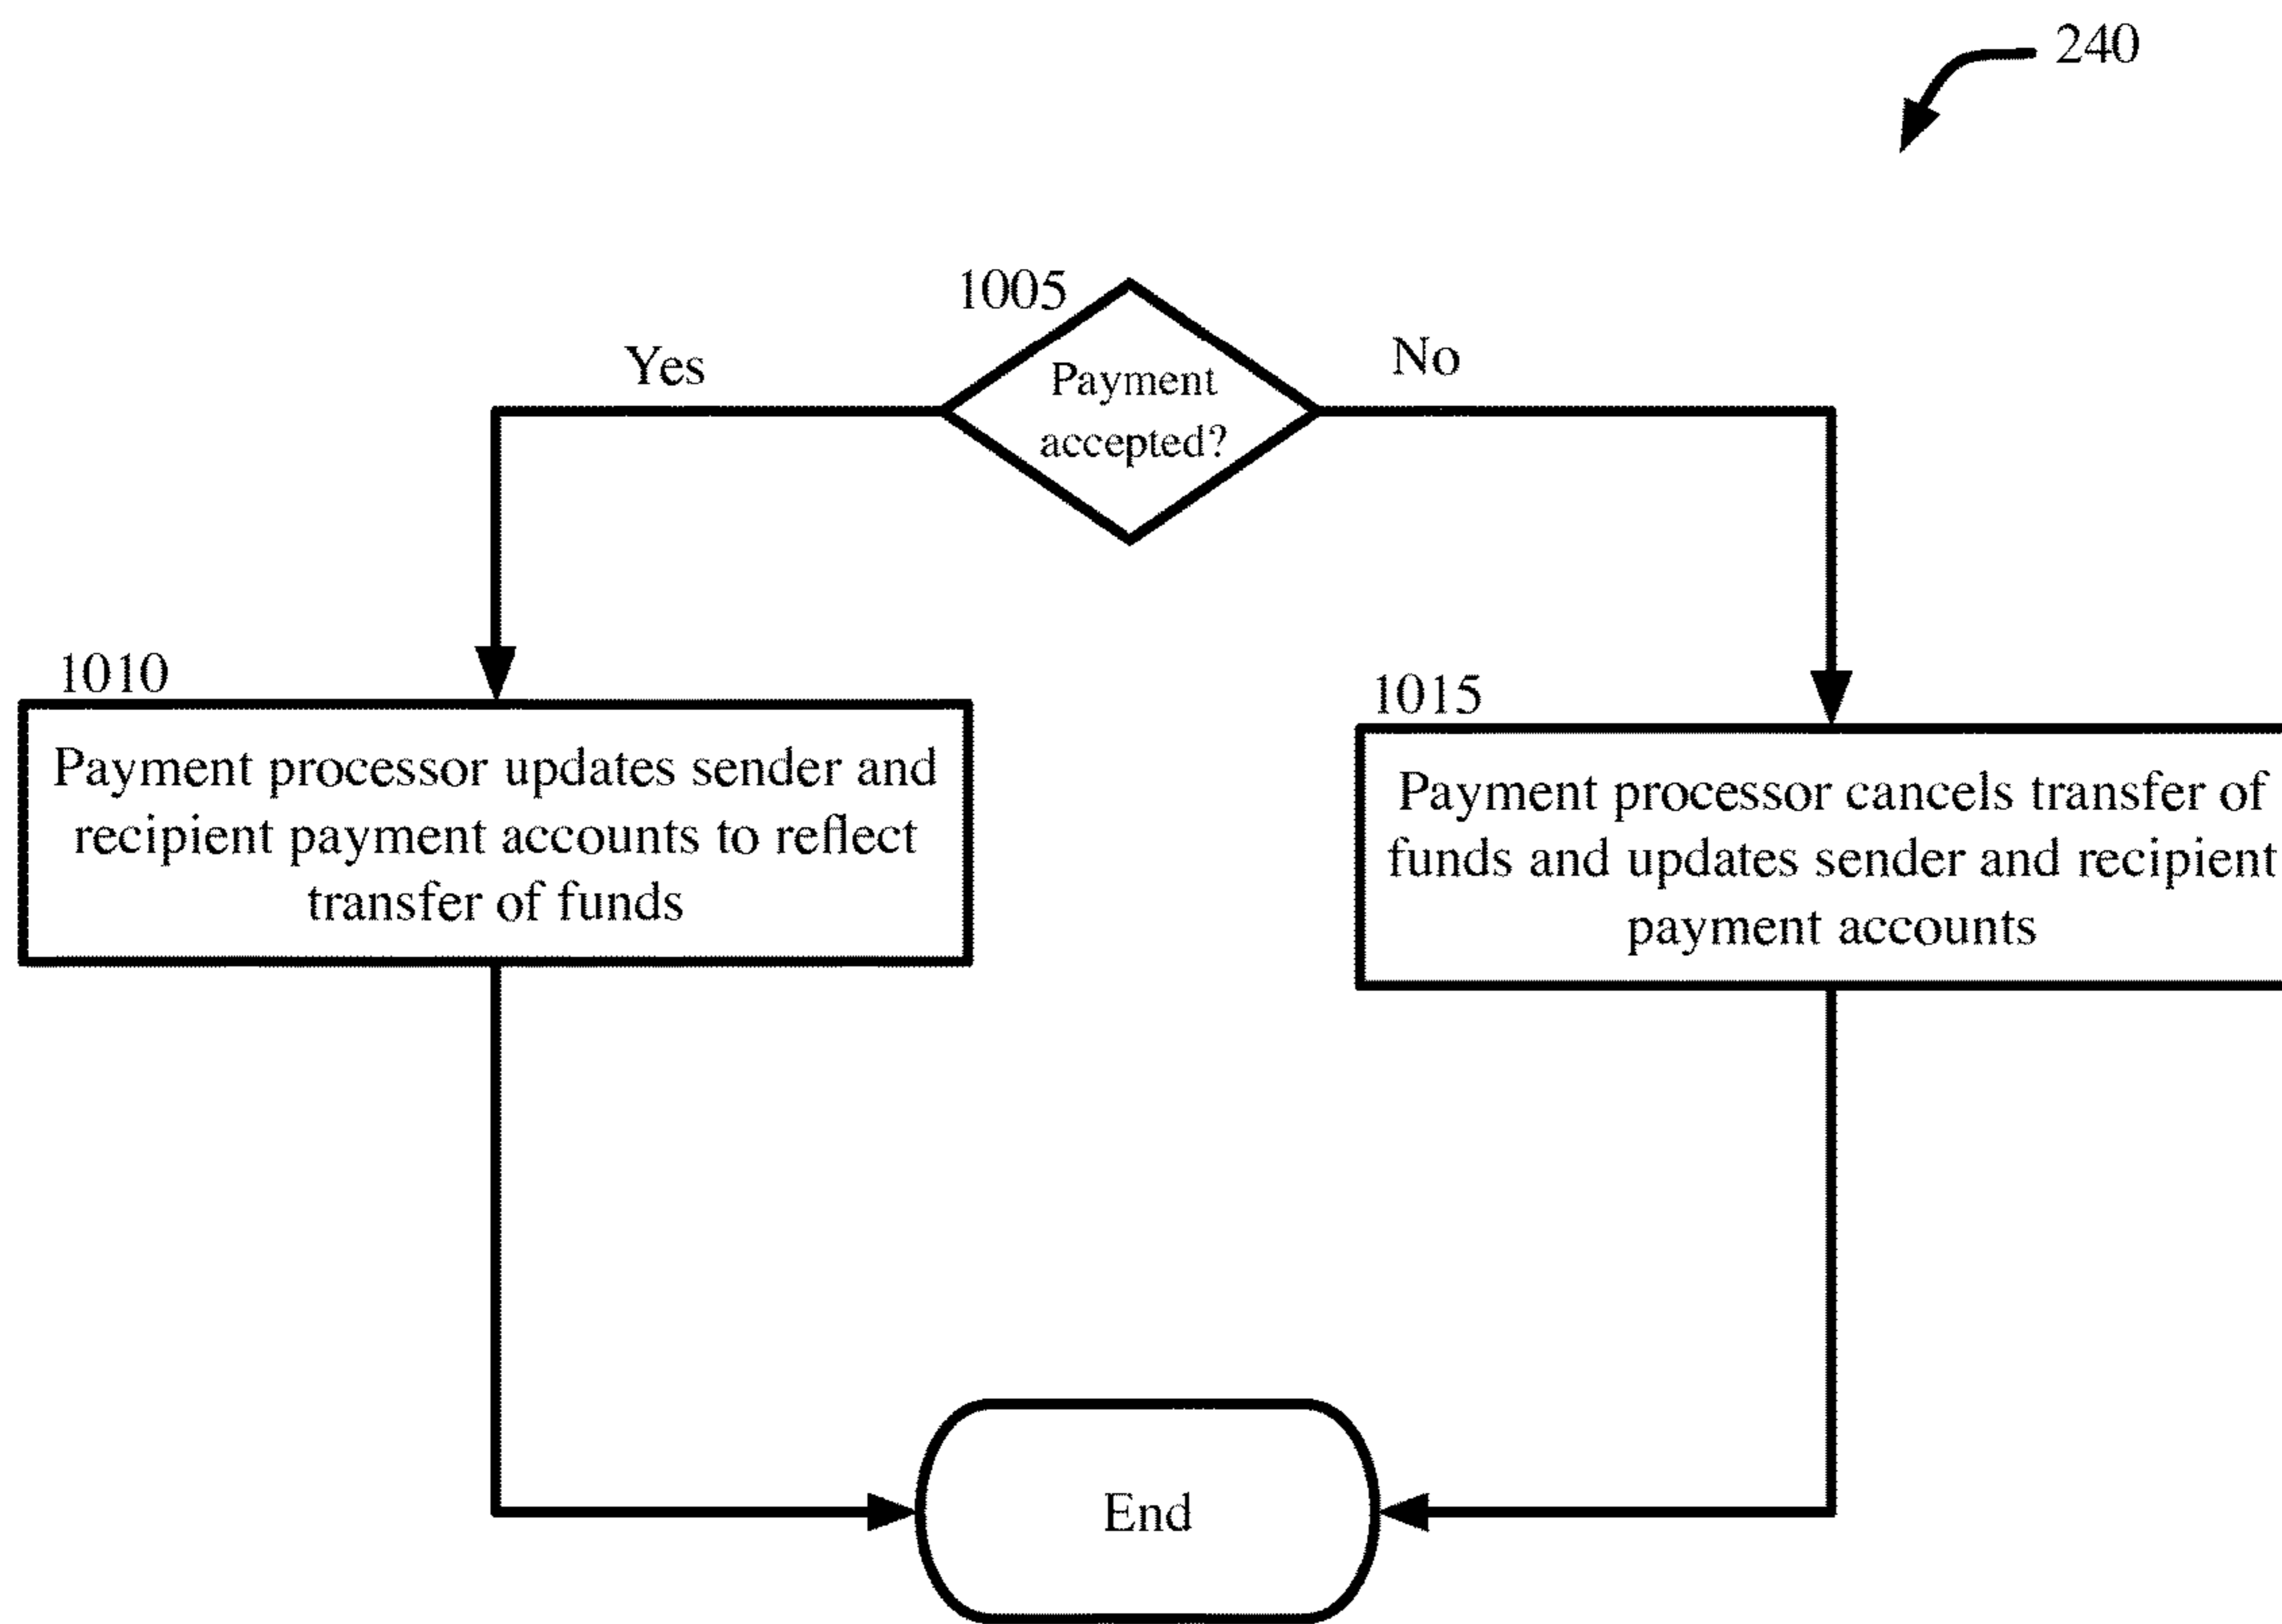 240
1005
Yes
No
Payment
accepted?
1010
Payment processor updates sender and
recipient payment accounts to reflect
transfer of funds
1015
Payment processor cancels transfer of
funds and updates sender and recipient
payment accounts
End